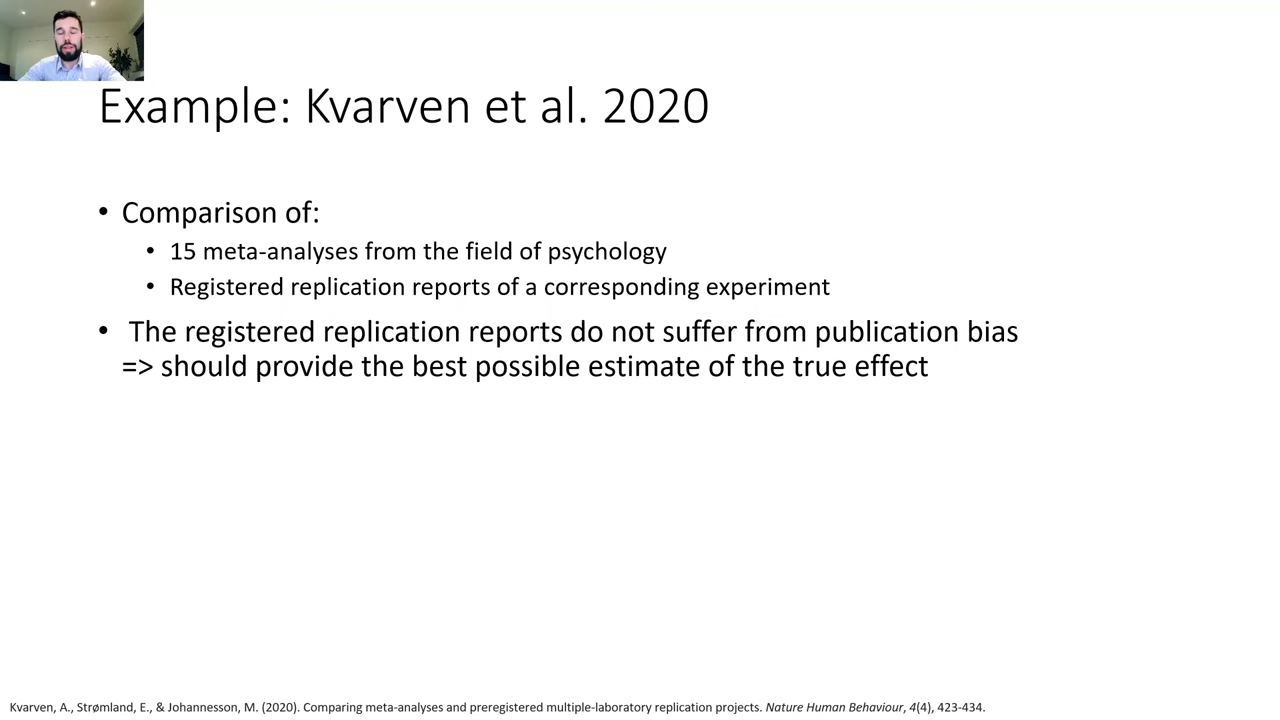 Example: Kvarven et al. 2020
• Comparison of:
• 15 meta-analyses from the field of psychology
• Registered replication reports of a corresponding experiment
• The registered replication reports do not suffer from publication bias
=> should provide the best possible estimate of the true effect
Kvarven, A., Strømland, E., & Johannesson, M. (2020). Comparing meta-analyses and preregistered multiple-laboratory replication projects. Nature Human Behaviour, 4(4), 423-434.